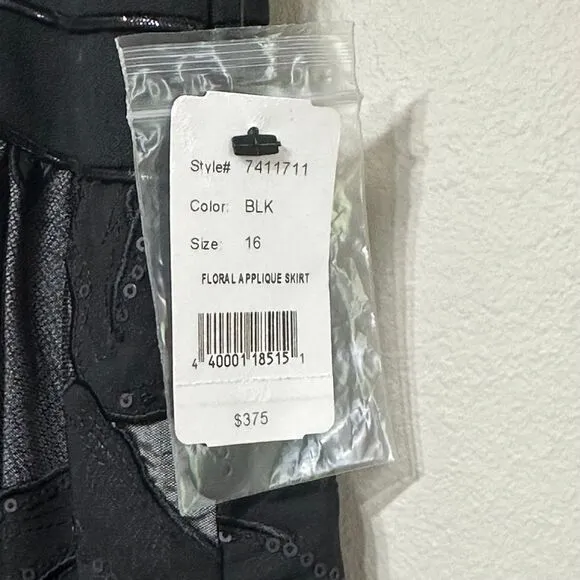 Style# 7411711
Color: BLK
Size: 16
FLORAL APPLIQUE SKIRT
4 40001 18515 1
$375